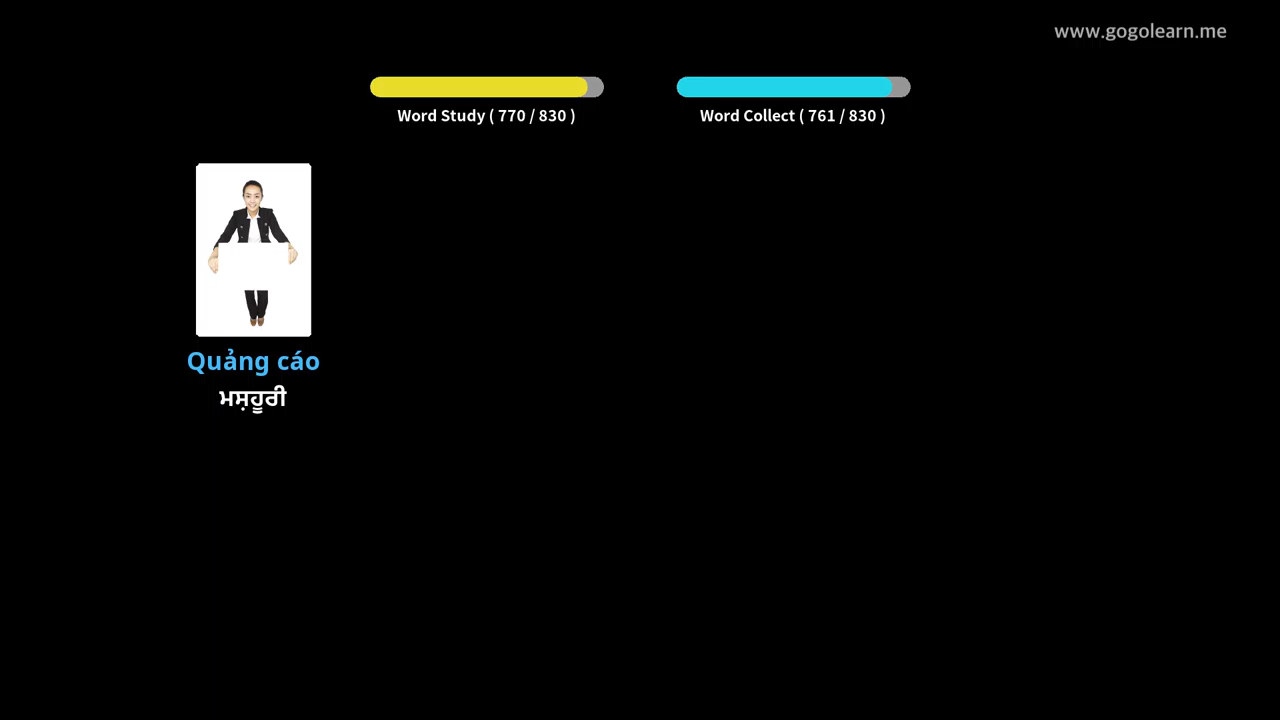 www.gogolearn.me
Word Study ( 770 / 830 )
Word Collect ( 761 / 830 )
Quảng cáo
ਮਸ਼ਹੂਰੀ